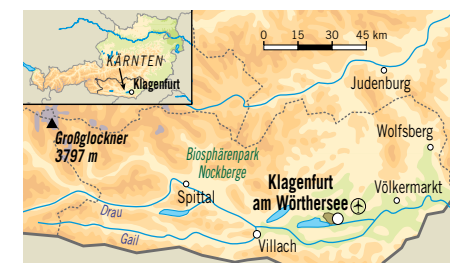 KÄRNTEN
Klagenfurt
0 15 30 45 km
Judenburg
Großglockner
3797 m
Wolfsberg
Biosphärenpark
Nockberge
Klagenfurt
am Wörthersee
Völkermarkt
Spittal
Drau
Gail
Villach